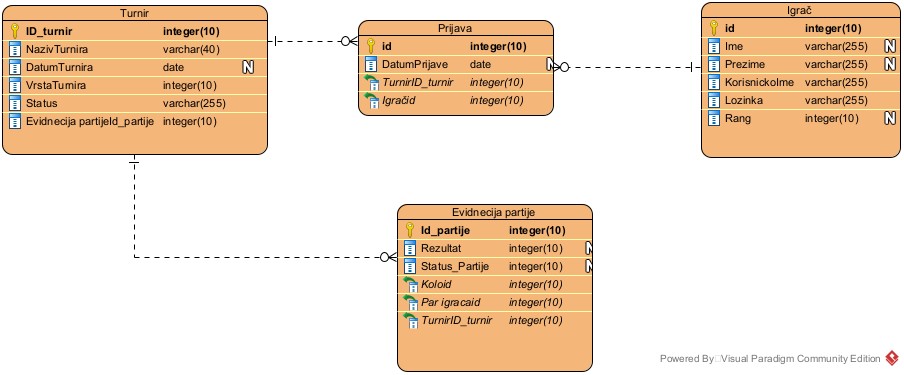 Turnir
ID_turnir integer(10)
NazivTurnira varchar(40)
DatumTurnira date N
VrstaTurnira integer(10)
Status varchar(255)
Evidnecija partijeId_partije integer(10)
Prijava
id integer(10)
DatumPrijave date N
TurnirID_turnir integer(10)
Igračid integer(10)
Igrač
id integer(10)
Ime varchar(255) N
Prezime varchar(255) N
KorisnickoIme varchar(255)
Lozinka varchar(255)
Rang integer(10) N
Evidnecija partije
Id_partije integer(10)
Rezultat integer(10) N
Status_Partije integer(10) N
Koloid integer(10)
Par igracaid integer(10)
TurnirID_turnir integer(10)
Powered By Visual Paradigm Community Edition